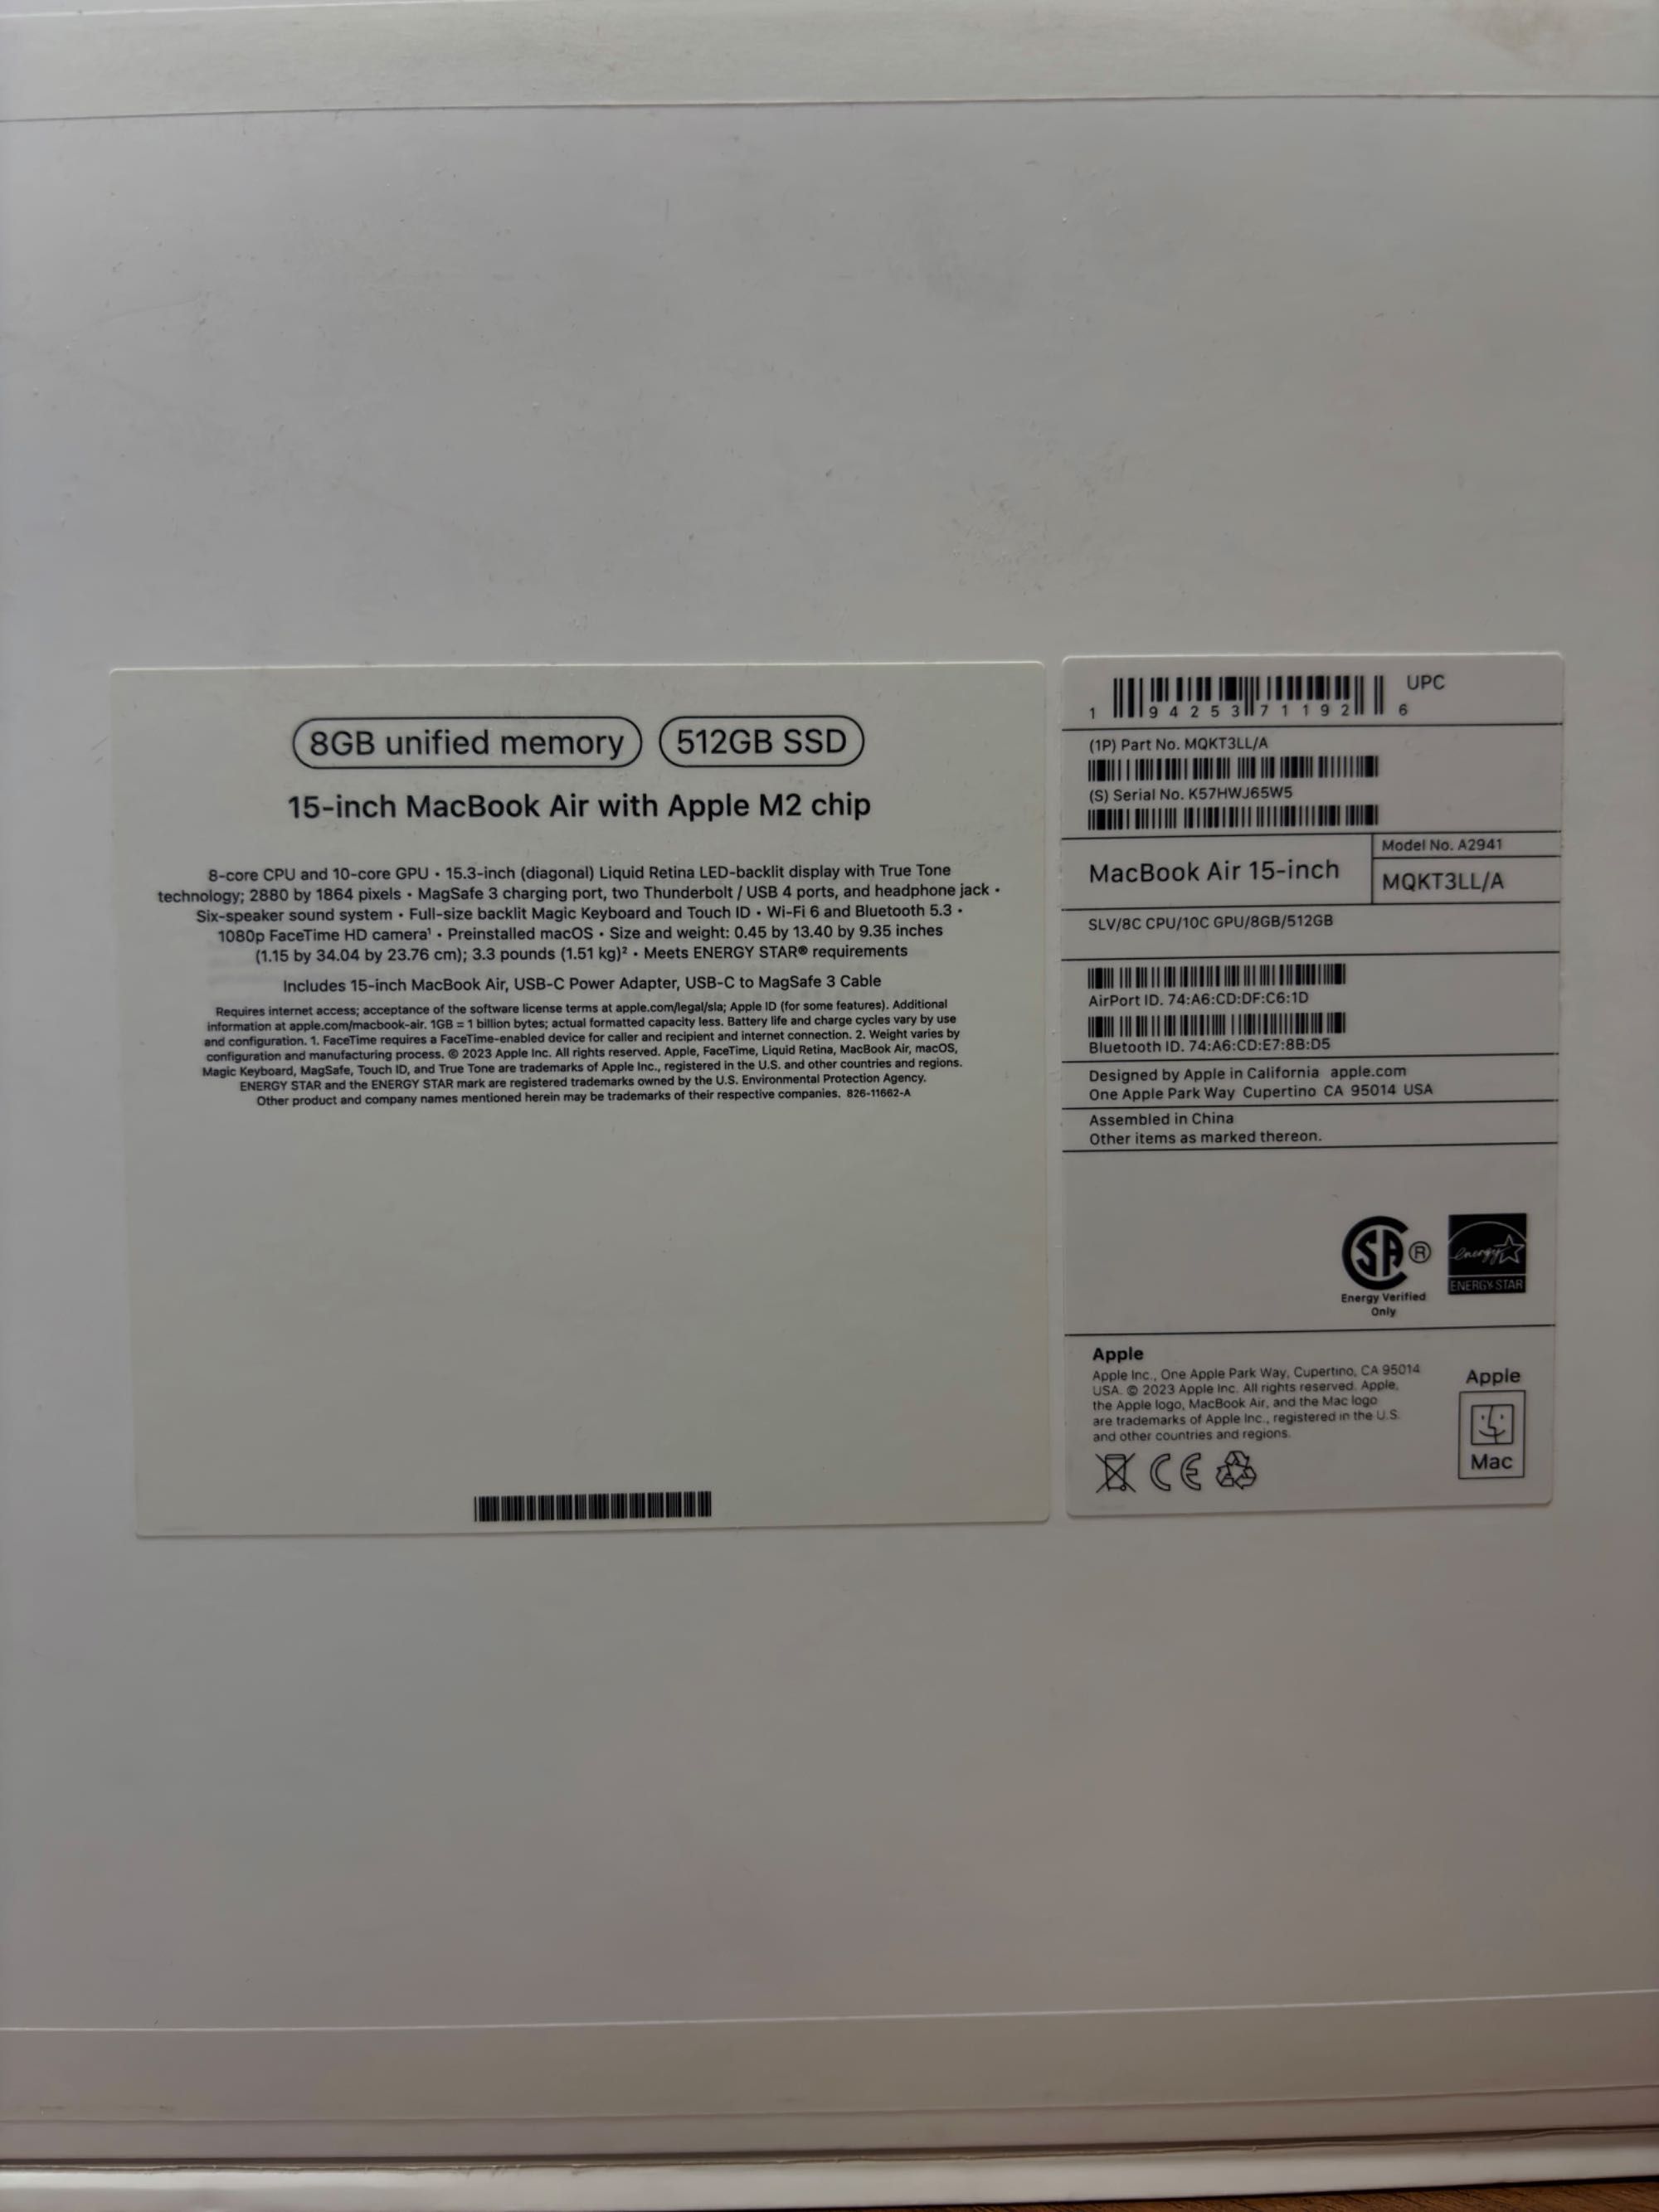 8GB unified memory 512GB SSD
15-inch MacBook Air with Apple M2 chip
8-core CPU and 10-core GPU • 15.3-inch (diagonal) Liquid Retina LED-backlit display with True Tone
technology; 2880 by 1864 pixels • MagSafe 3 charging port, two Thunderbolt / USB 4 ports, and headphone jack •
Six-speaker sound system • Full-size backlit Magic Keyboard and Touch ID • Wi-Fi 6 and Bluetooth 5.3 •
1080p FaceTime HD camera¹ • Preinstalled macOS • Size and weight: 0.45 by 13.40 by 9.35 inches
(1.15 by 34.04 by 23.76 cm); 3.3 pounds (1.51 kg)² • Meets ENERGY STAR® requirements
Includes 15-inch MacBook Air, USB-C Power Adapter, USB-C to MagSafe 3 Cable
Requires internet access; acceptance of the software license terms at apple.com/legal/sla; Apple ID (for some features). Additional
information at apple.com/macbook-air. 1GB = 1 billion bytes; actual formatted capacity less. Battery life and charge cycles vary by use
and configuration. 1. FaceTime requires a FaceTime-enabled device for caller and recipient and internet connection. 2. Weight varies by
configuration and manufacturing process. © 2023 Apple Inc. All rights reserved. Apple, FaceTime, Liquid Retina, MacBook Air, macOS,
Magic Keyboard, MagSafe, Touch ID, and True Tone are trademarks of Apple Inc., registered in the U.S. and other countries and regions.
ENERGY STAR and the ENERGY STAR mark are registered trademarks owned by the U.S. Environmental Protection Agency.
Other product and company names mentioned herein may be trademarks of their respective companies. 826-11662-A
UPC
1 94253 71192 6
(1P) Part No. MQKT3LL/A
(S) Serial No. K57HWJ65W5
MacBook Air 15-inch
Model No. A2941
MQKT3LL/A
SLV/8C CPU/10C GPU/8GB/512GB
AirPort ID. 74:A6:CD:DF:C6:1D
Bluetooth ID. 74:A6:CD:E7:8B:D5
Designed by Apple in California apple.com
One Apple Park Way Cupertino CA 95014 USA
Assembled in China
Other items as marked thereon.
SA ®
Energy Verified
Only
energy
ENERGY STAR
Apple
Apple Inc., One Apple Park Way, Cupertino, CA 95014
USA. © 2023 Apple Inc. All rights reserved. Apple,
the Apple logo, MacBook Air, and the Mac logo
are trademarks of Apple Inc., registered in the U.S.
and other countries and regions.
CE
Apple
Mac